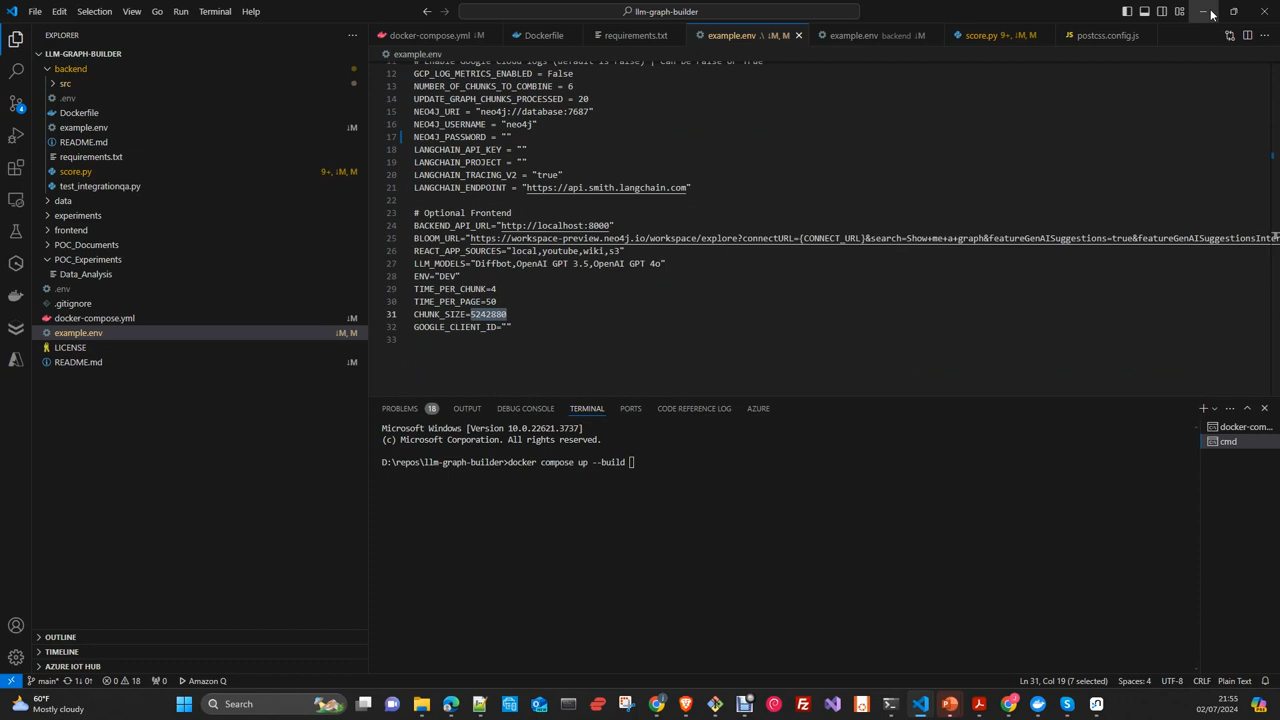 File Edit Selection View Go Run Terminal Help
llm-graph-builder
EXPLORER
docker-compose.yml M
Dockerfile
requirements.txt
example.env .\ ↓M, M
example.env backend ↓M
score.py 9+, ↓M, M
postcss.config.js
LLM-GRAPH-BUILDER
backend
src
.env
Dockerfile ↓M
example.env ↓M
README.md
requirements.txt
score.py 9+, ↓M, M
test_integrationqa.py ↓M
data
experiments
frontend
POC_Documents
POC_Experiments
Data_Analysis
.env
.gitignore
docker-compose.yml M
example.env ↓M, M
LICENSE
README.md ↓M
OUTLINE
TIMELINE
AZURE IOT HUB
example.env
12 GCP_LOG_METRICS_ENABLED = False
13 NUMBER_OF_CHUNKS_TO_COMBINE = 6
14 UPDATE_GRAPH_CHUNKS_PROCESSED = 20
15 NEO4J_URI = "neo4j://database:7687"
16 NEO4J_USERNAME = "neo4j"
17 NEO4J_PASSWORD = ""
18 LANGCHAIN_API_KEY = ""
19 LANGCHAIN_PROJECT = ""
20 LANGCHAIN_TRACING_V2 = "true"
21 LANGCHAIN_ENDPOINT = "https://api.smith.langchain.com"
22
23 # Optional Frontend
24 BACKEND_API_URL="http://localhost:8000"
25 BLOOM_URL="https://workspace-preview.neo4j.io/workspace/explore?connectURL={CONNECT_URL}&search=Show+me+a+graph&featureGenAISuggestions=true&featureGenAISuggestionsInter
26 REACT_APP_SOURCES="local,youtube,wiki,s3"
27 LLM_MODELS="Diffbot,OpenAI GPT 3.5,OpenAI GPT 4o"
28 ENV="DEV"
29 TIME_PER_CHUNK=4
30 TIME_PER_PAGE=50
31 CHUNK_SIZE=5242880
32 GOOGLE_CLIENT_ID=""
33
PROBLEMS 18 OUTPUT DEBUG CONSOLE TERMINAL PORTS CODE REFERENCE LOG AZURE
Microsoft Windows [Version 10.0.22621.3737]
(c) Microsoft Corporation. All rights reserved.
D:\repos\llm-graph-builder>docker compose up --build
docker-com...
cmd
4
main* 1↓ 0↑ 0 18 0 Amazon Q
Ln 31, Col 19 (7 selected) Spaces: 4 UTF-8 CRLF Plain Text
60°F
Mostly cloudy
Search
21:55
02/07/2024